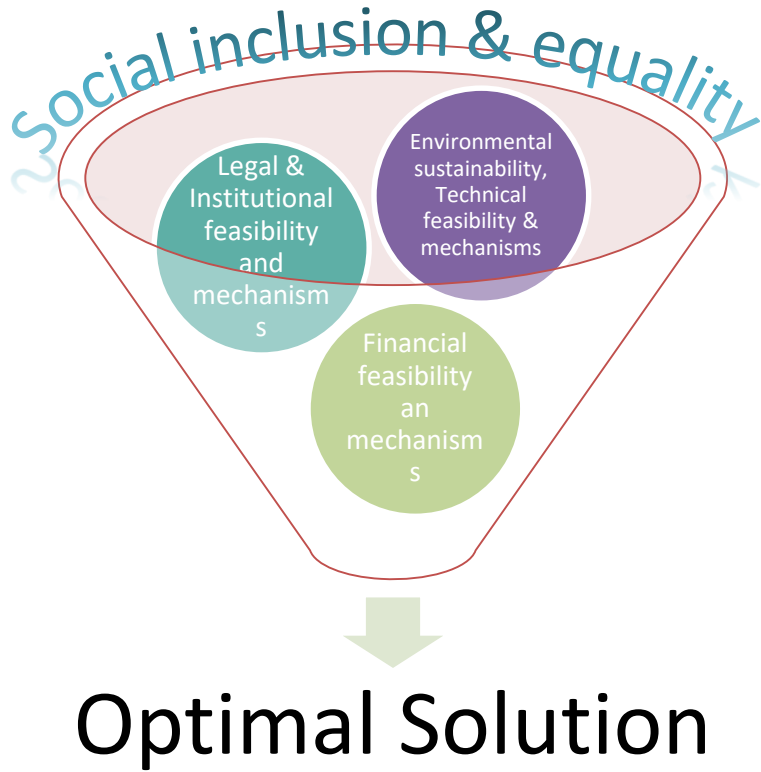 Social inclusion & equality
Legal &
Institutional
feasibility
and
mechanism
s
Environmental
sustainability,
Technical
feasibility &
mechanisms
Financial
feasibility
an
mechanism
s
Optimal Solution